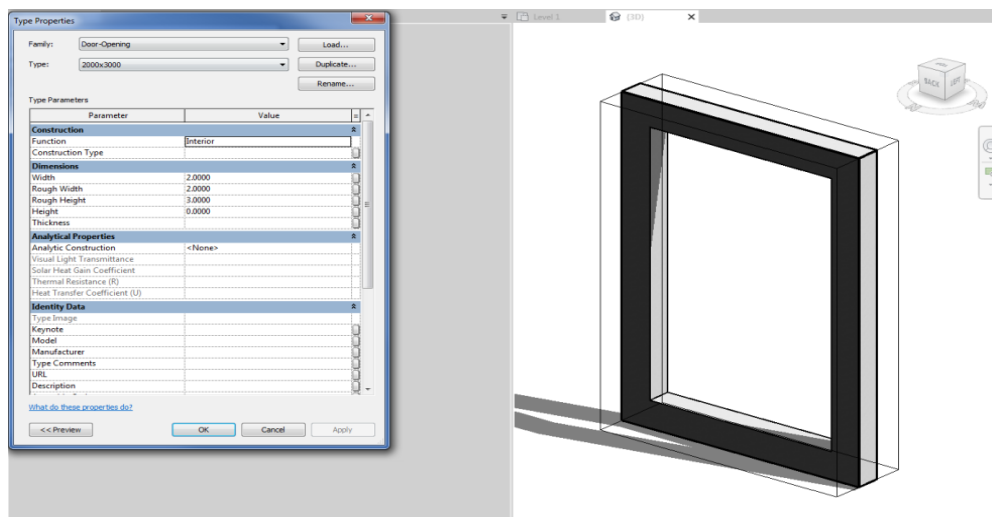 Type Properties
Level 1
{3D}
Family: Door-Opening Load...
Type: 2000x3000 Duplicate...
Rename...
Type Parameters
Parameter Value =
Construction
Function Interior
Construction Type
Dimensions
Width 2.0000
Rough Width 2.0000
Rough Height 3.0000
Height 0.0000
Thickness
Analytical Properties
Analytic Construction <None>
Visual Light Transmittance
Solar Heat Gain Coefficient
Thermal Resistance (R)
Heat Transfer Coefficient (U)
Identity Data
Type Image
Keynote
Model
Manufacturer
Type Comments
URL
Description
What do these properties do?
<< Preview OK Cancel Apply
BACK LEFT